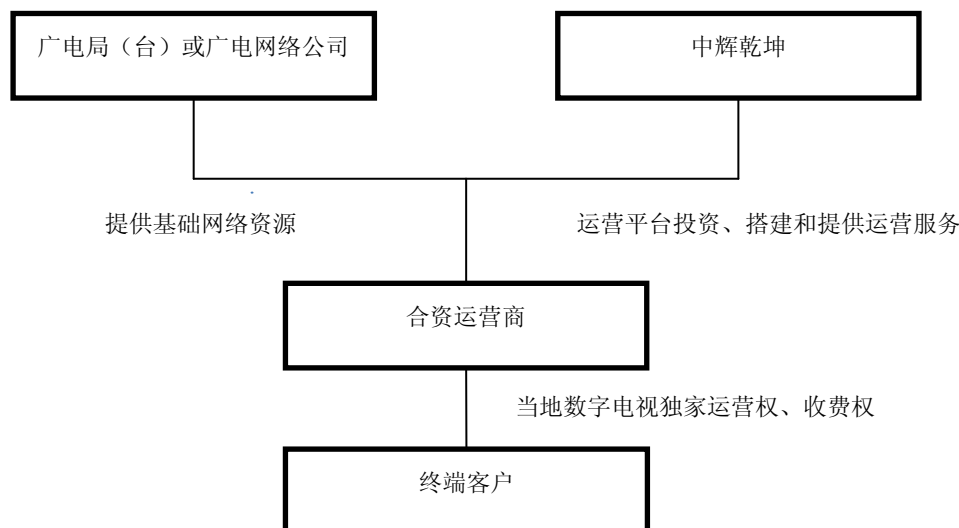 广电局（台）或广电网络公司
中辉乾坤
提供基础网络资源
运营平台投资、搭建和提供运营服务
合资运营商
当地数字电视独家运营权、收费权
终端客户